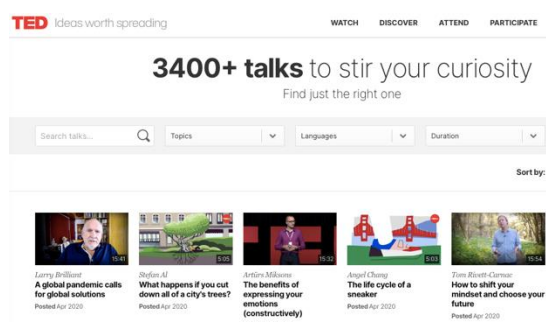 TED Ideas worth spreading
WATCH DISCOVER ATTEND PARTICIPATE
3400+ talks to stir your curiosity
Find just the right one
Search talks...
Topics
Languages
Duration
Sort by:
15:41
5:05
15:32
5:03
15:54
Larry Brilliant
A global pandemic calls
for global solutions
Posted Apr 2020
Stefan Al
What happens if you cut
down all of a city's trees?
Posted Apr 2020
Artūrs Miksons
The benefits of
expressing your
emotions
(constructively)
Angel Chang
The life cycle of a
sneaker
Posted Apr 2020
Tom Rivett-Carnac
How to shift your
mindset and choose your
future
Posted Apr 2020